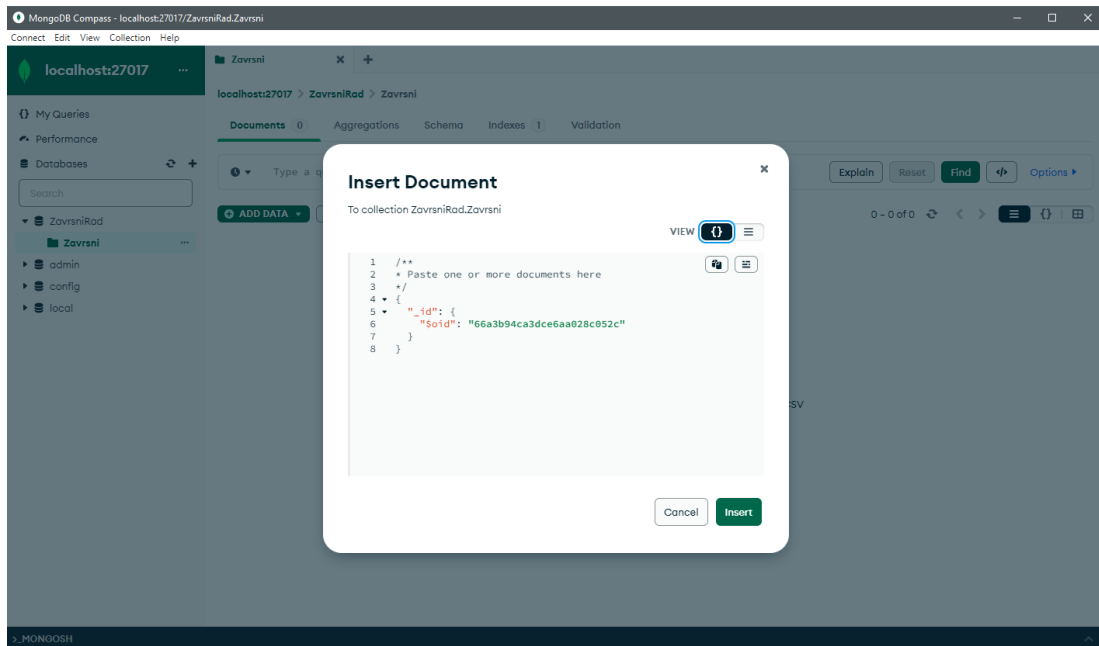 MongoDB Compass - localhost:27017/ZavrsniRad.Zavrsni
Connect Edit View Collection Help
localhost:27017 ...
Zavrsni
localhost:27017 > ZavrsniRad > Zavrsni
{} My Queries
Performance
Databases
Search
ZavrsniRad
Zavrsni ...
admin
config
local
Documents 0 Aggregations Schema Indexes 1 Validation
Type a q
Explain Reset Find </> Options
ADD DATA
0 – 0 of 0
Insert Document
To collection ZavrsniRad.Zavrsni
VIEW {}
1 /**
2 * Paste one or more documents here
3 */
4 {
5 "_id": {
6 "$oid": "66a3b94ca3dce6aa028c052c"
7 }
8 }
CSV
Cancel Insert
>_MONGOSH